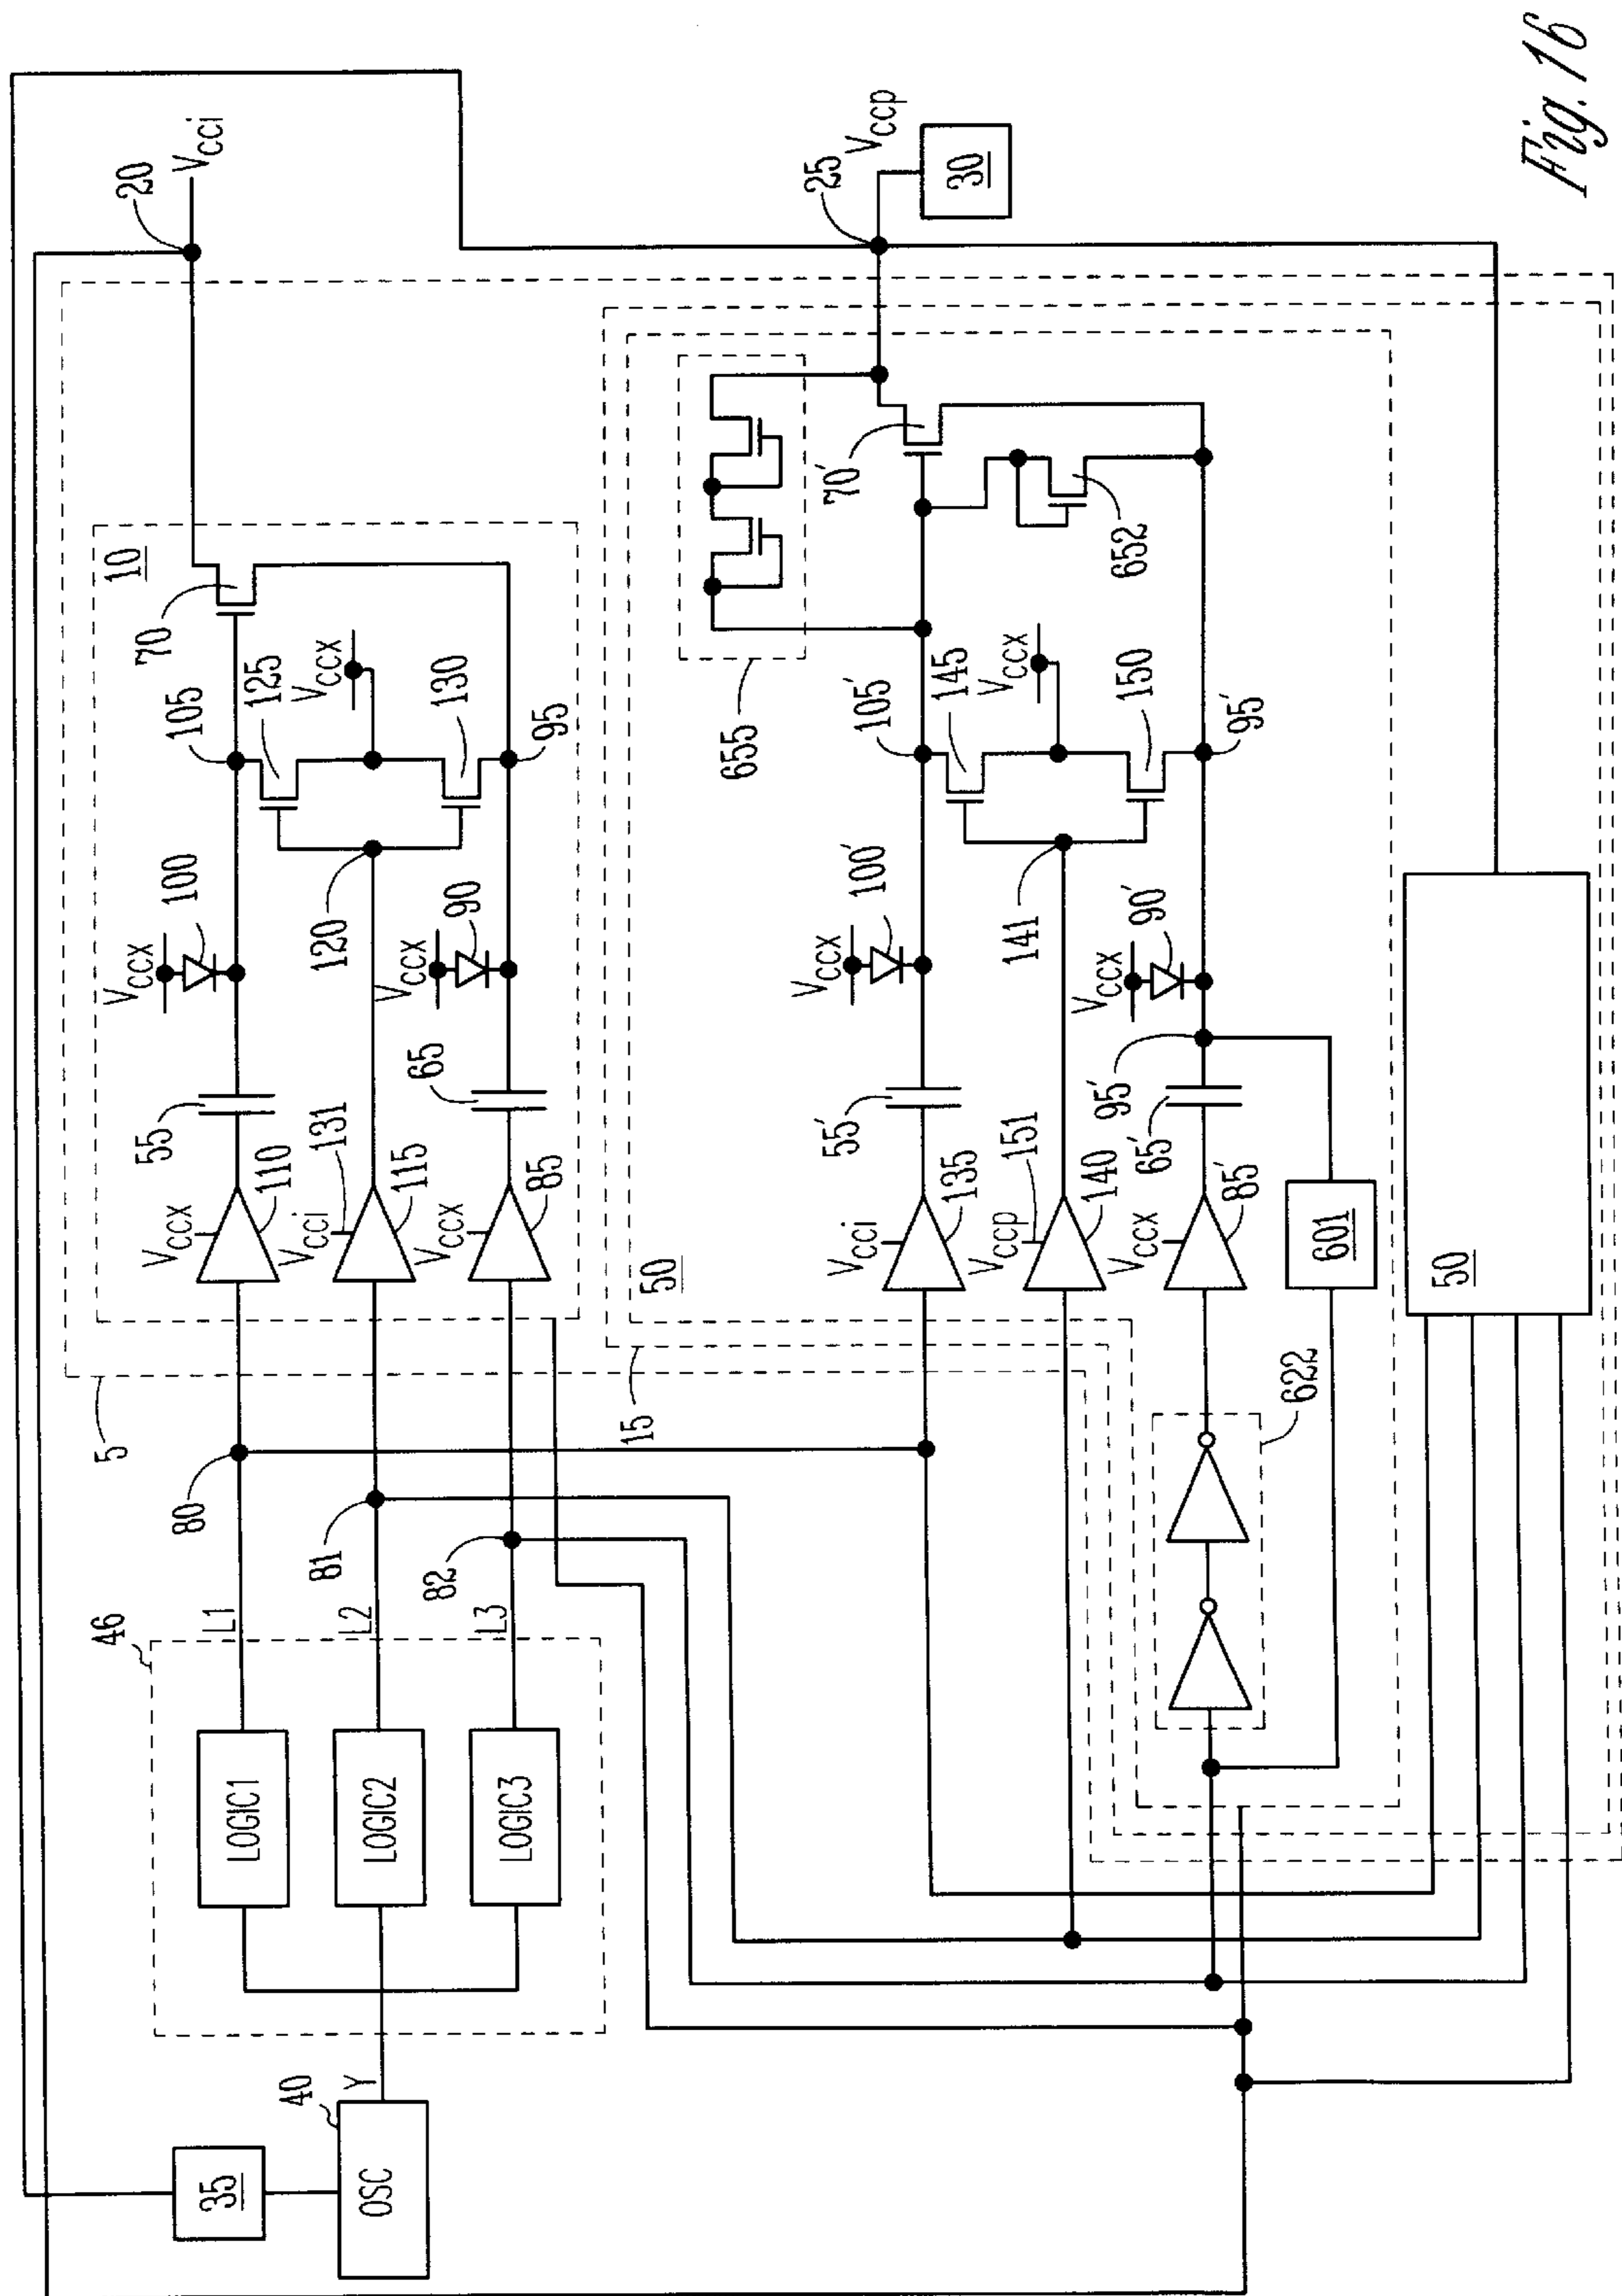 Fig. 16
35
40
OSC
Y
46
LOGIC1
LOGIC2
LOGIC3
L1
L2
L3
80
81
82
5
15
10
Vccx
110
55
Vccx
100
105
70
125
Vccx
130
Vcci
131
115
120
Vccx
85
65
Vccx
90
95
20
Vcci
50
Vcci
135
55'
Vccx
100'
105'
655
145
Vccx
150
70'
652
Vccp
151
140
141
Vccx
85'
65'
95'
Vccx
90'
95'
601
622
50
25
Vccp
30